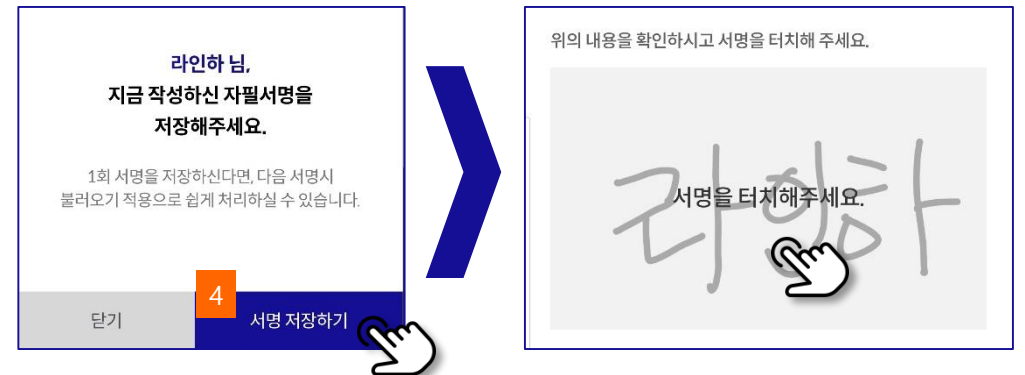 라인하 님,
지금 작성하신 자필서명을
저장해주세요.
1회 서명을 저장하신다면, 다음 서명시
불러오기 적용으로 쉽게 처리하실 수 있습니다.
4
닫기
서명 저장하기
위의 내용을 확인하시고 서명을 터치해 주세요.
라인하
서명을 터치해주세요.